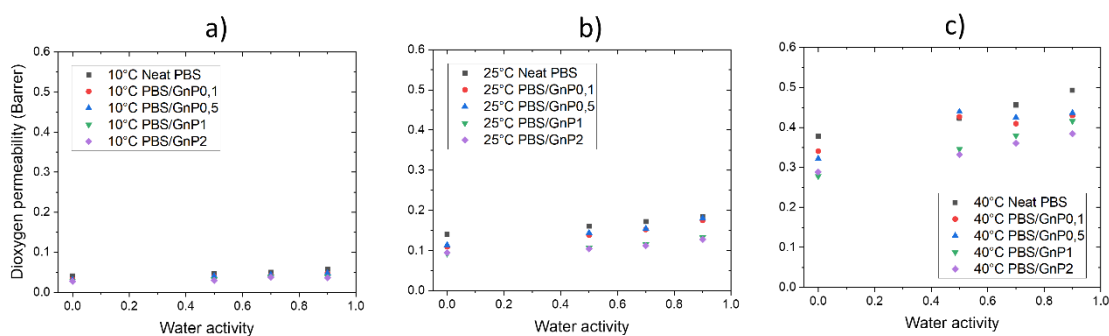 a)
0.6
0.5
0.4
0.3
0.2
0.1
0.0
Dioxygen permeability (Barrer)
10°C Neat PBS
10°C PBS/GnP0,1
10°C PBS/GnP0,5
10°C PBS/GnP1
10°C PBS/GnP2
0.0 0.2 0.4 0.6 0.8 1.0
Water activity
b)
0.6
0.5
0.4
0.3
0.2
0.1
0.0
25°C Neat PBS
25°C PBS/GnP0,1
25°C PBS/GnP0,5
25°C PBS/GnP1
25°C PBS/GnP2
0.0 0.2 0.4 0.6 0.8 1.0
Water activity
c)
0.6
0.5
0.4
0.3
0.2
0.1
0.0
40°C Neat PBS
40°C PBS/GnP0,1
40°C PBS/GnP0,5
40°C PBS/GnP1
40°C PBS/GnP2
0.0 0.2 0.4 0.6 0.8 1.0
Water activity